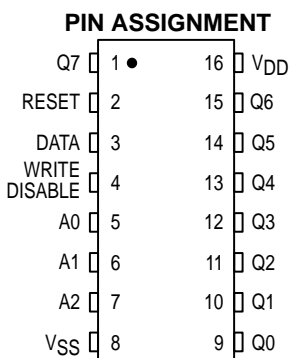 PIN ASSIGNMENT
Q7 1 16 VDD
RESET 2 15 Q6
DATA 3 14 Q5
WRITE
DISABLE 4 13 Q4
A0 5 12 Q3
A1 6 11 Q2
A2 7 10 Q1
VSS 8 9 Q0